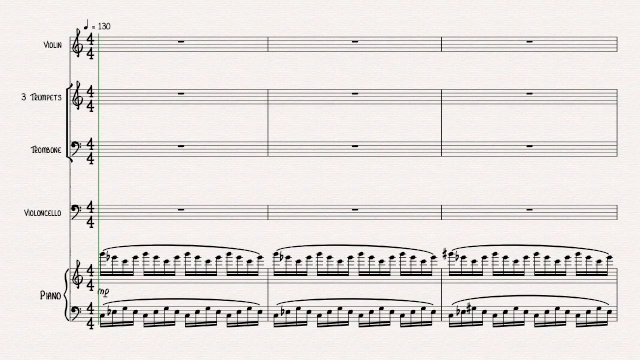 ♩ = 130
Violin
3 Trumpets
Trombone
Violoncello
Piano
mp